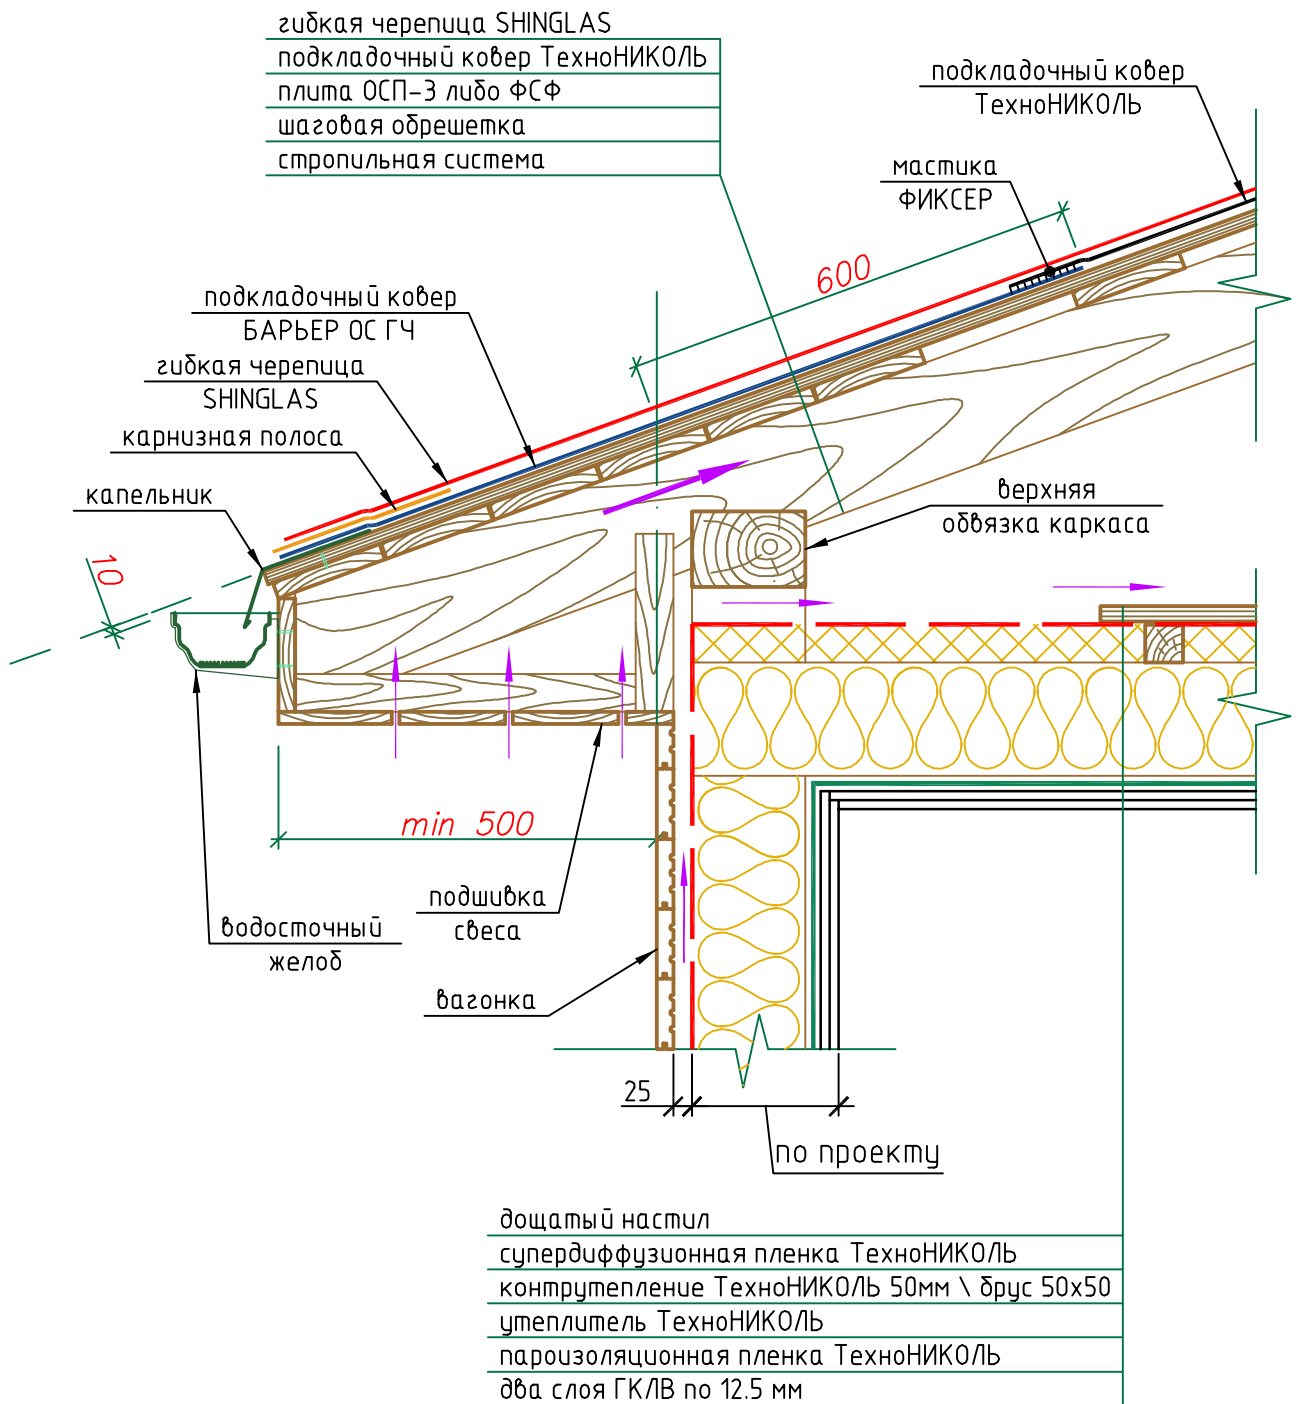 гибкая черепица SHINGLAS
подкладочный ковер ТехноНИКОЛЬ
плита ОСП-3 либо ФСФ
шаговая обрешетка
стропильная система
подкладочный ковер
ТехноНИКОЛЬ
мастика
ФИКСЕР
600
подкладочный ковер
БАРЬЕР ОС ГЧ
гибкая черепица
SHINGLAS
карнизная полоса
капельник
10
верхняя
обвязка каркаса
min 500
подшивка
свеса
водосточный
желоб
вагонка
25
по проекту
дощатый настил
супердиффузионная пленка ТехноНИКОЛЬ
контрутепление ТехноНИКОЛЬ 50мм \ брус 50х50
утеплитель ТехноНИКОЛЬ
пароизоляционная пленка ТехноНИКОЛЬ
два слоя ГКЛВ по 12.5 мм